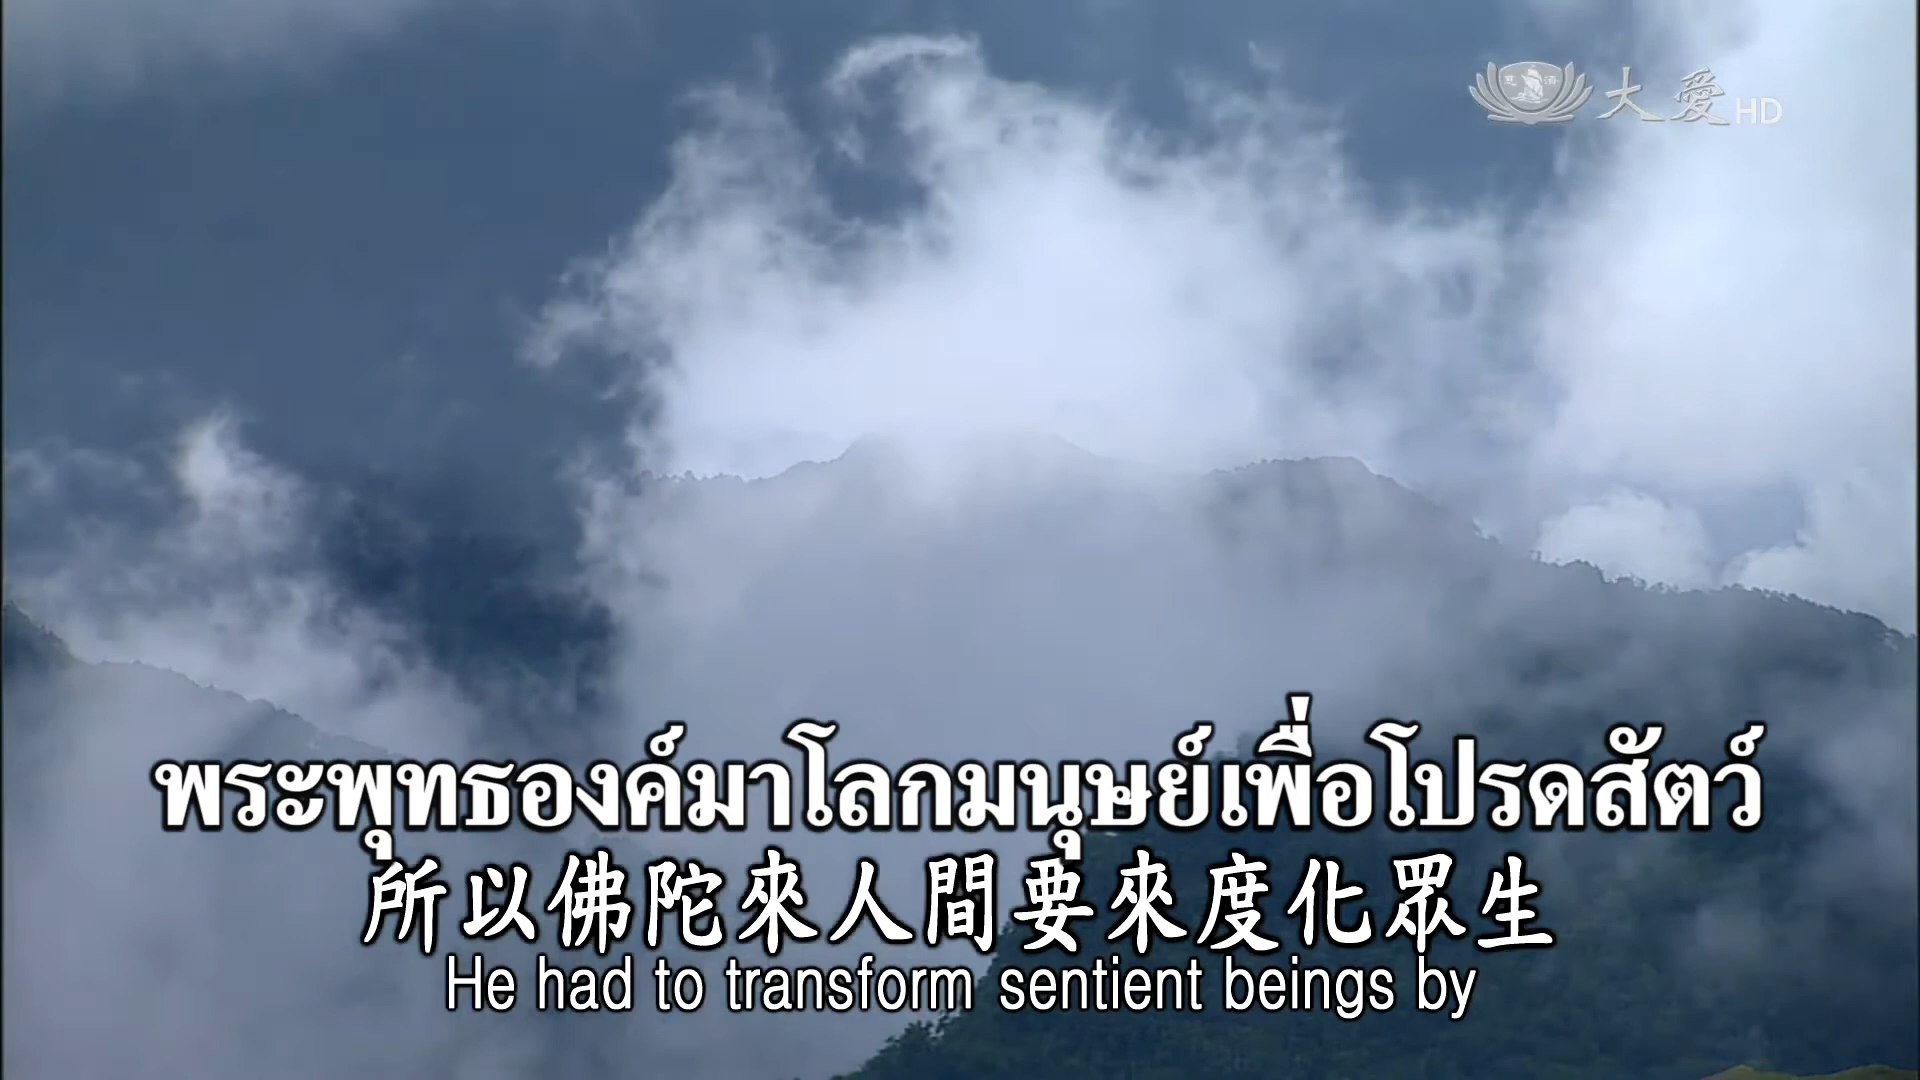 大愛HD
พระพุทธองค์มาโลกมนุษย์เพื่อโปรดสัตว์
所以佛陀來人間要來度化眾生
He had to transform sentient beings by